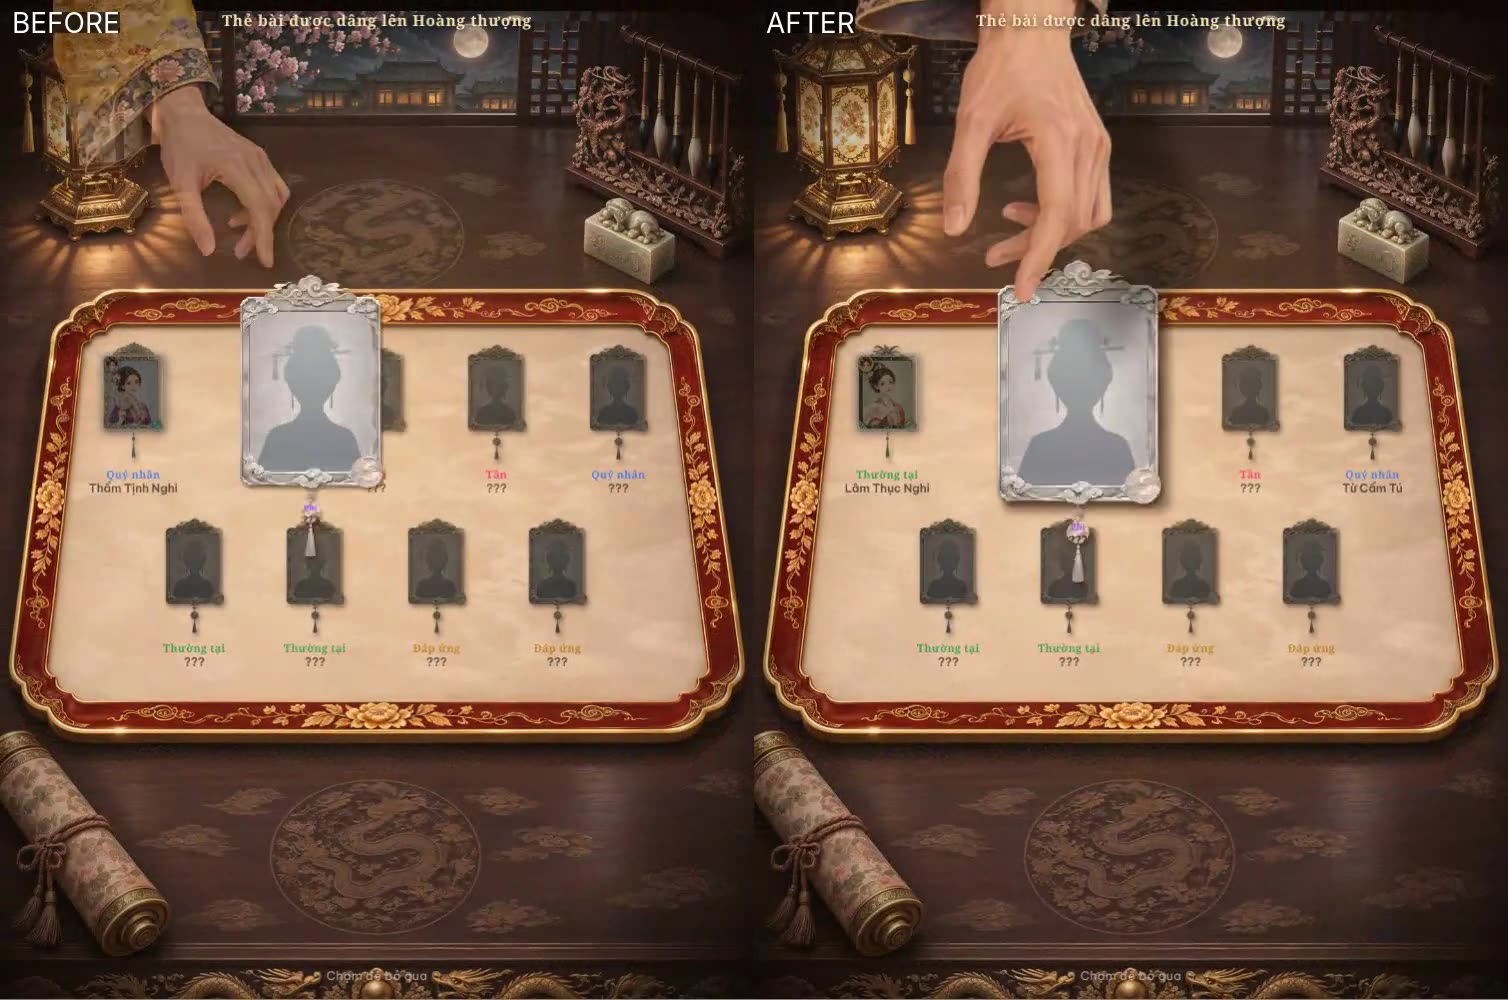 BEFORE
Thẻ bài được dâng lên Hoàng thượng
Quý nhân
Thẩm Tịnh Nghi
???
Tần
???
Quý nhân
???
Phi
Thường tại
???
Thường tại
???
Đáp ứng
???
Đáp ứng
???
Chạm để bỏ qua
AFTER
Thẻ bài được dâng lên Hoàng thượng
Thường tại
Lâm Thục Nghi
Tần
???
Quý nhân
Từ Cẩm Tú
Phi
Thường tại
???
Thường tại
???
Đáp ứng
???
Đáp ứng
???
Chạm để bỏ qua